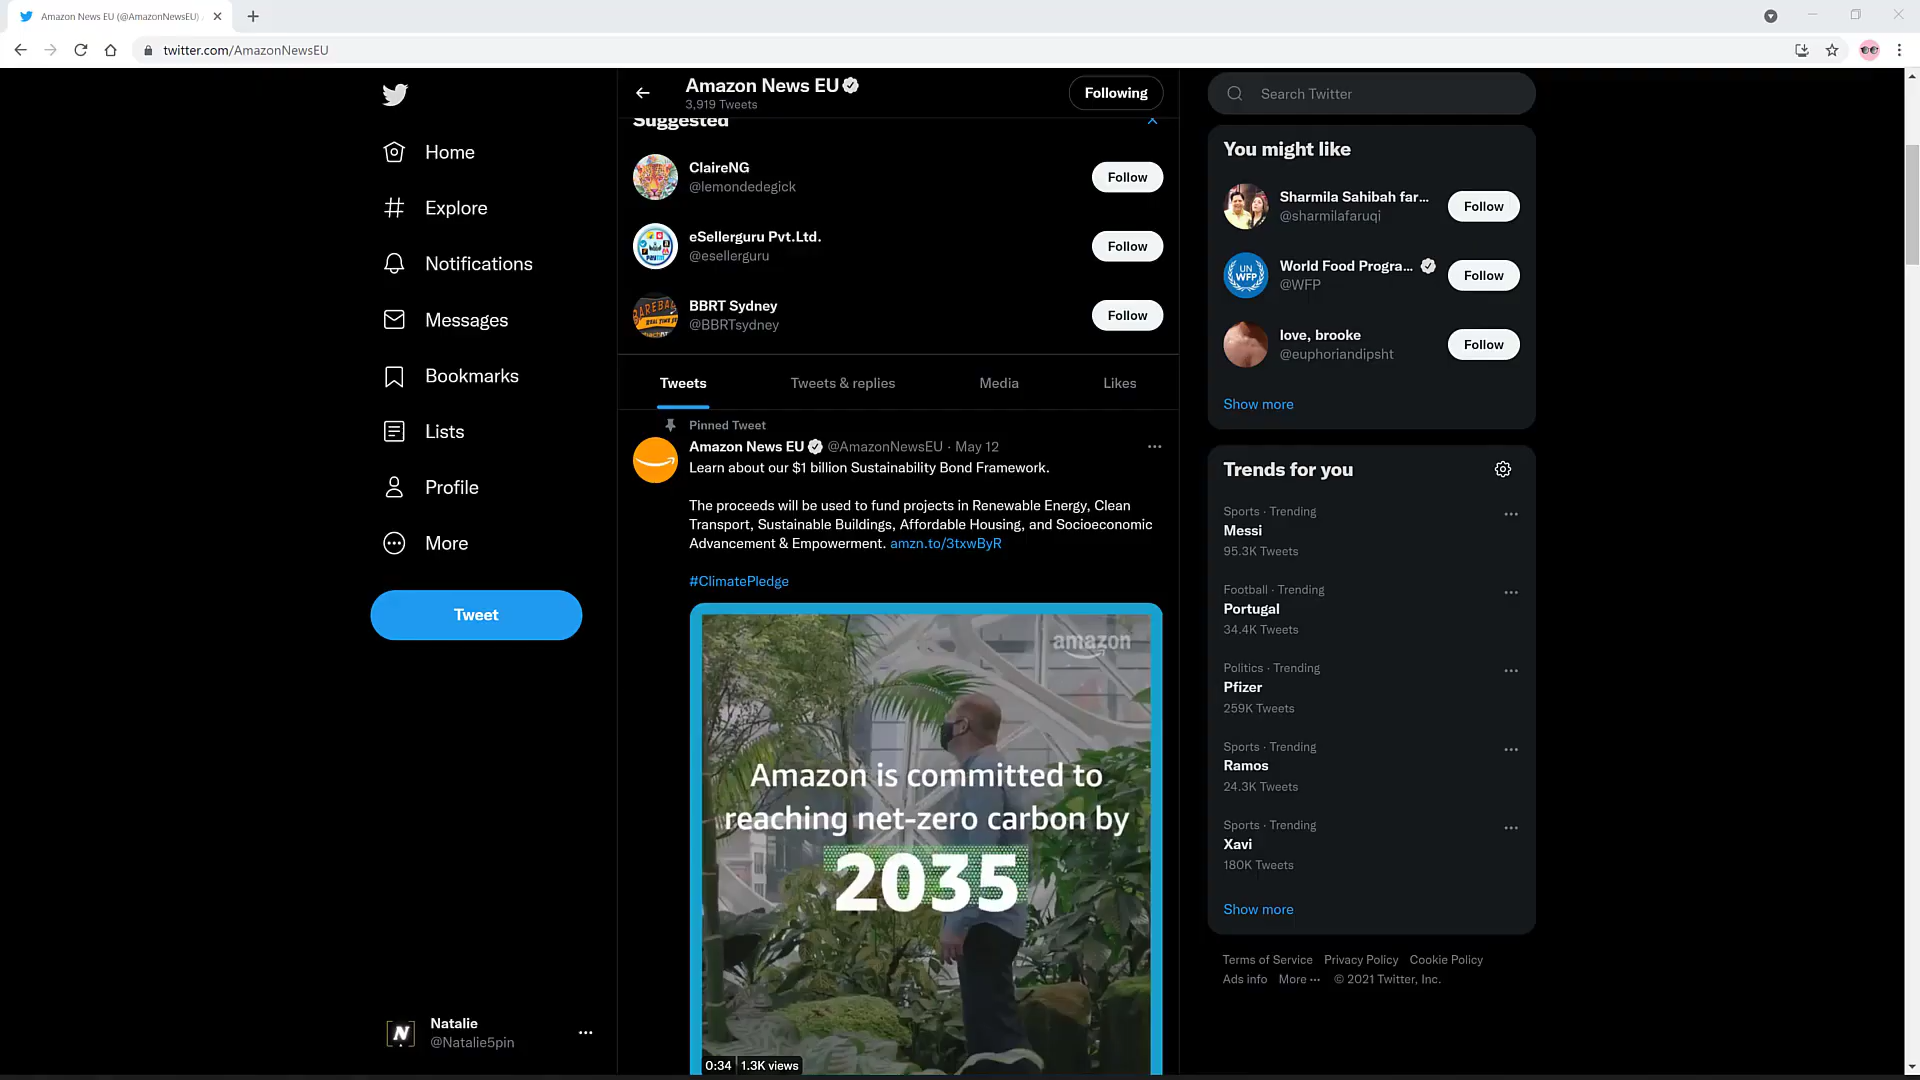 Amazon News EU (@AmazonNewsEU)
twitter.com/AmazonNewsEU
Home
Explore
Notifications
Messages
Bookmarks
Lists
Profile
More
Tweet
Natalie
@Natalie5pin
Amazon News EU
3,919 Tweets
Following
Suggested
ClaireNG
@lemondedegick
Follow
eSellerguru Pvt.Ltd.
@esellerguru
Follow
BBRT Sydney
@BBRTsydney
Follow
Tweets
Tweets & replies
Media
Likes
Pinned Tweet
Amazon News EU @AmazonNewsEU · May 12
Learn about our $1 billion Sustainability Bond Framework.
The proceeds will be used to fund projects in Renewable Energy, Clean
Transport, Sustainable Buildings, Affordable Housing, and Socioeconomic
Advancement & Empowerment. amzn.to/3txwByR
#ClimatePledge
amazon
Amazon is committed to
reaching net-zero carbon by
2035
0:34 1.3K views
Search Twitter
You might like
Sharmila Sahibah far...
@sharmilafaruqi
Follow
UN
WFP
World Food Progra...
@WFP
Follow
love, brooke
@euphoriandipsht
Follow
Show more
Trends for you
Sports · Trending
Messi
95.3K Tweets
Football · Trending
Portugal
34.4K Tweets
Politics · Trending
Pfizer
259K Tweets
Sports · Trending
Ramos
24.3K Tweets
Sports · Trending
Xavi
180K Tweets
Show more
Terms of Service Privacy Policy Cookie Policy
Ads info More ··· © 2021 Twitter, Inc.